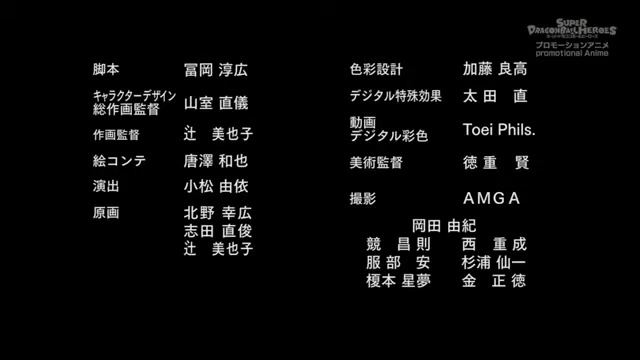 SUPER
DRAGONBALL HEROES
プロモーションアニメ
promotional Anime
脚本 冨岡 淳広
キャラクターデザイン
総作画監督 山室 直儀
作画監督 辻 美也子
絵コンテ 唐澤 和也
演出 小松 由依
原画 北野 幸広
志田 直俊
辻 美也子
色彩設計 加藤 良高
デジタル特殊効果 太田 直
動画
デジタル彩色 Toei Phils.
美術監督 徳重 賢
撮影 AMGA
岡田 由紀
競 昌則 西 重成
服部 安 杉浦 仙一
榎本 星夢 金 正徳